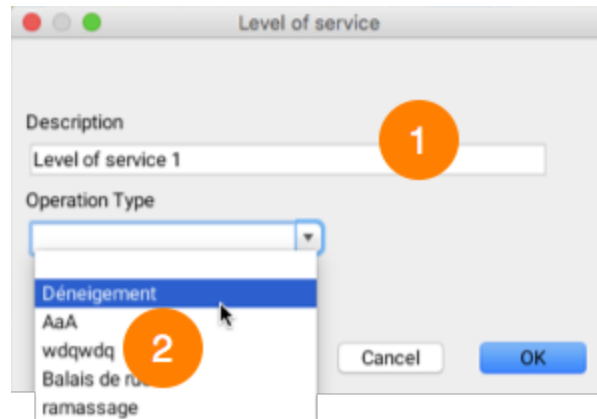 Level of service
Description
1
Level of service 1
Operation Type
Déneigement
AaA
wdqwdq
2
Balais de
Cancel
OK
ramassage